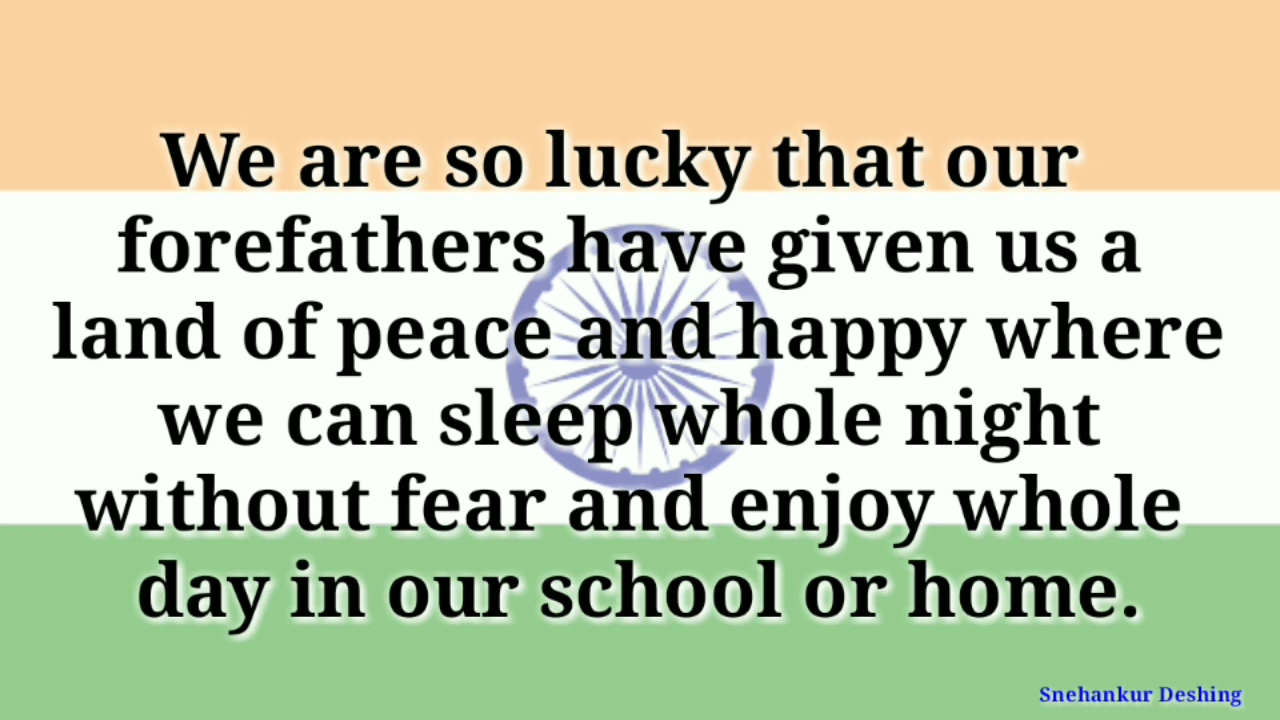 We are so lucky that our
forefathers have given us a
land of peace and happy where
we can sleep whole night
without fear and enjoy whole
day in our school or home.
Snehankur Deshing